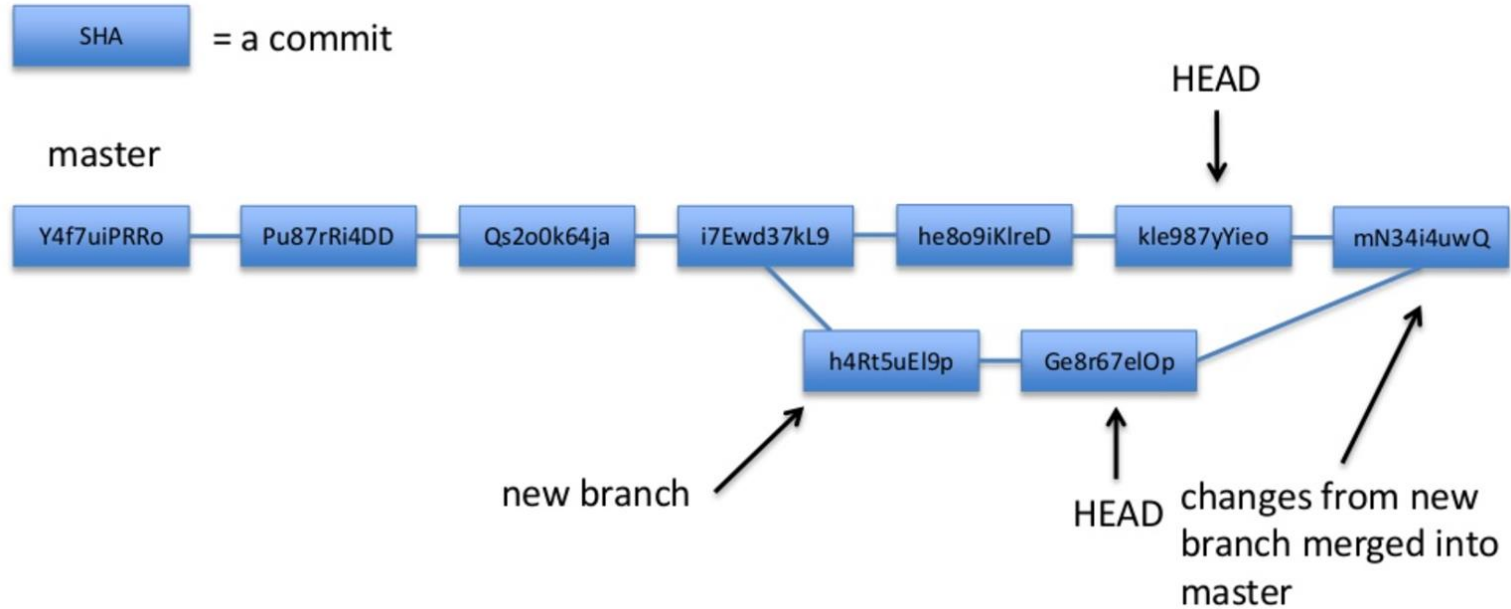 SHA = a commit
HEAD
master
Y4f7uiPRRo Pu87rRi4DD Qs2o0k64ja i7Ewd37kL9 he8o9iKlreD kle987yYieo mN34i4uwQ
h4Rt5uEl9p Ge8r67elOp
new branch
HEAD
changes from new
branch merged into
master